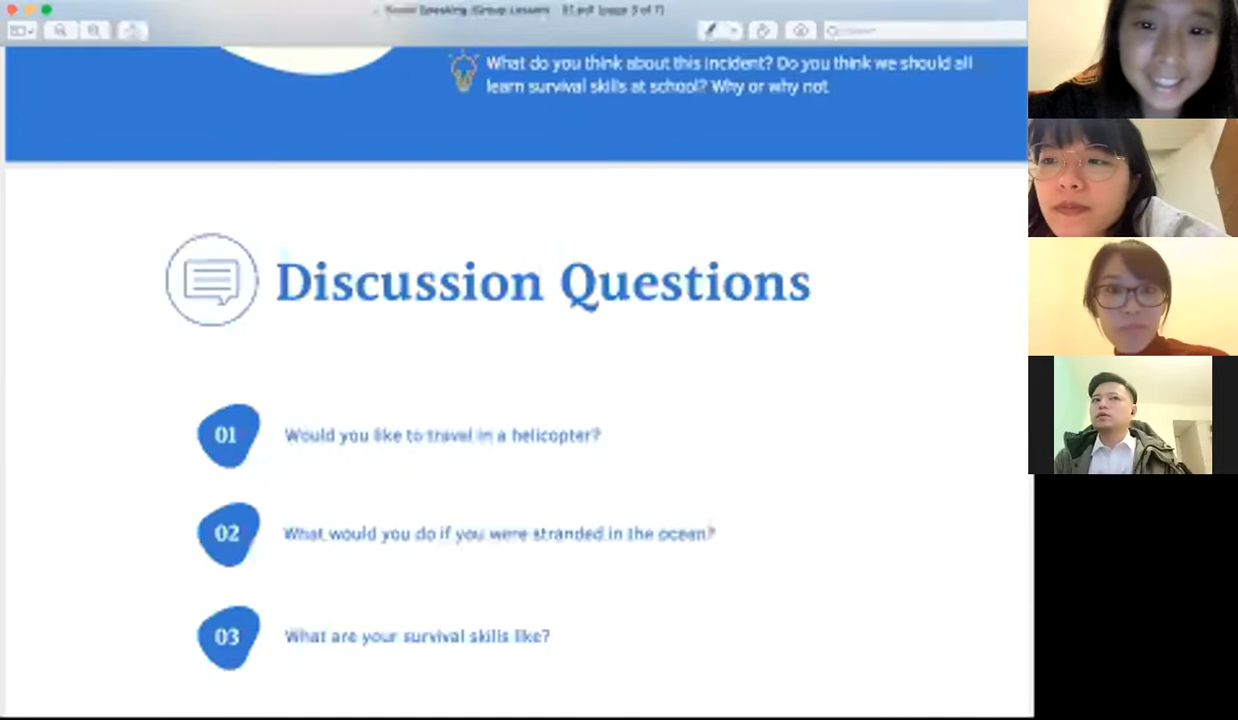 What do you think about this incident? Do you think we should all
learn survival skills at school? Why or why not
Discussion Questions
01
Would you like to travel in a helicopter?
02
What would you do if you were stranded in the ocean?
03
What are your survival skills like?